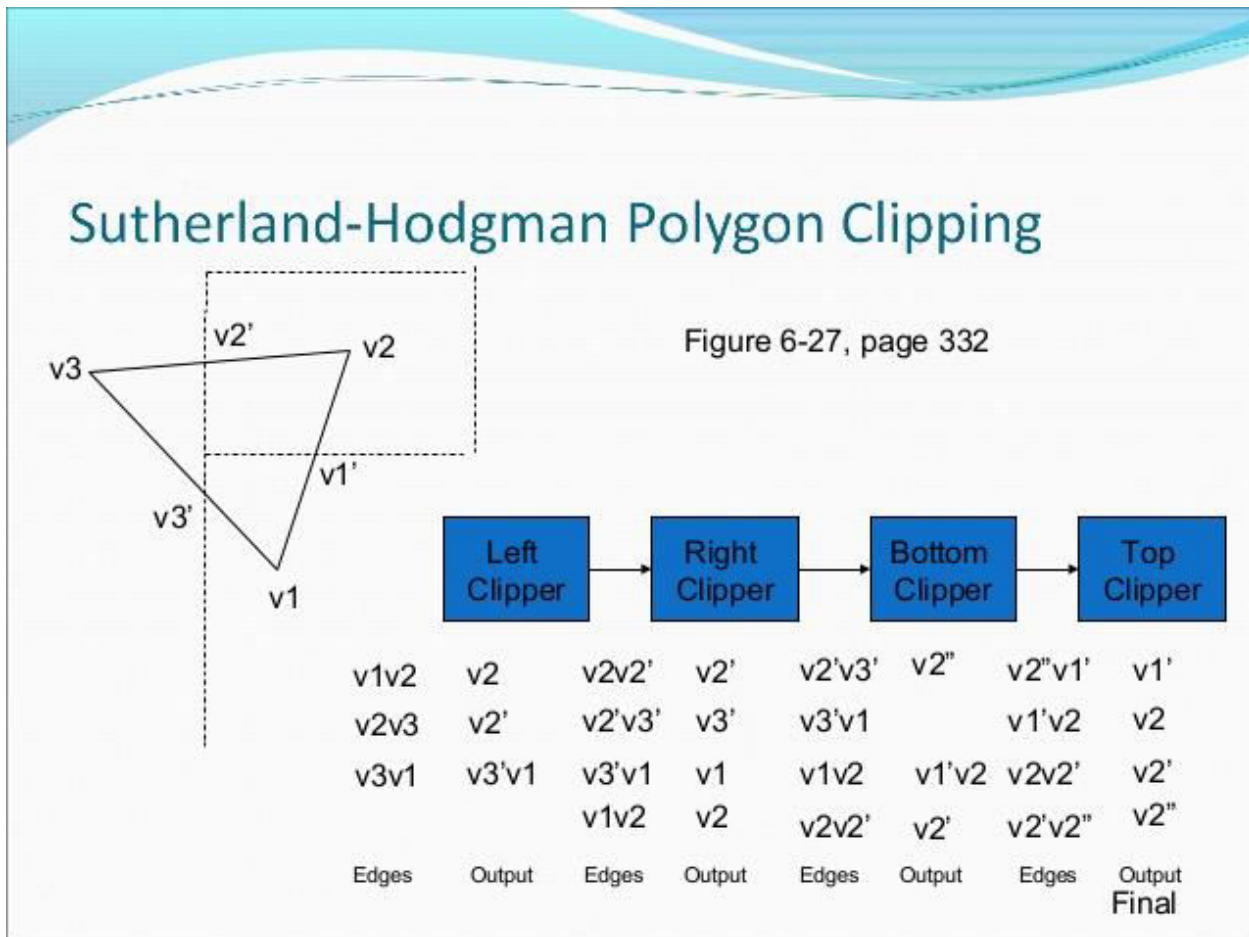 Sutherland-Hodgman Polygon Clipping
v2’
v2
Figure 6-27, page 332
v3
v1’
v3’
v1
Left Clipper
Right Clipper
Bottom Clipper
Top Clipper
v1v2 v2 v2v2’ v2’ v2’v3’ v2” v2”v1’ v1’
v2v3 v2’ v2’v3’ v3’ v3’v1 v1’v2 v2
v3v1 v3’v1 v3’v1 v1 v1v2 v1’v2 v2v2’ v2’
v1v2 v2 v2v2’ v2’ v2’v2” v2”
Edges Output Edges Output Edges Output Edges Output
Final